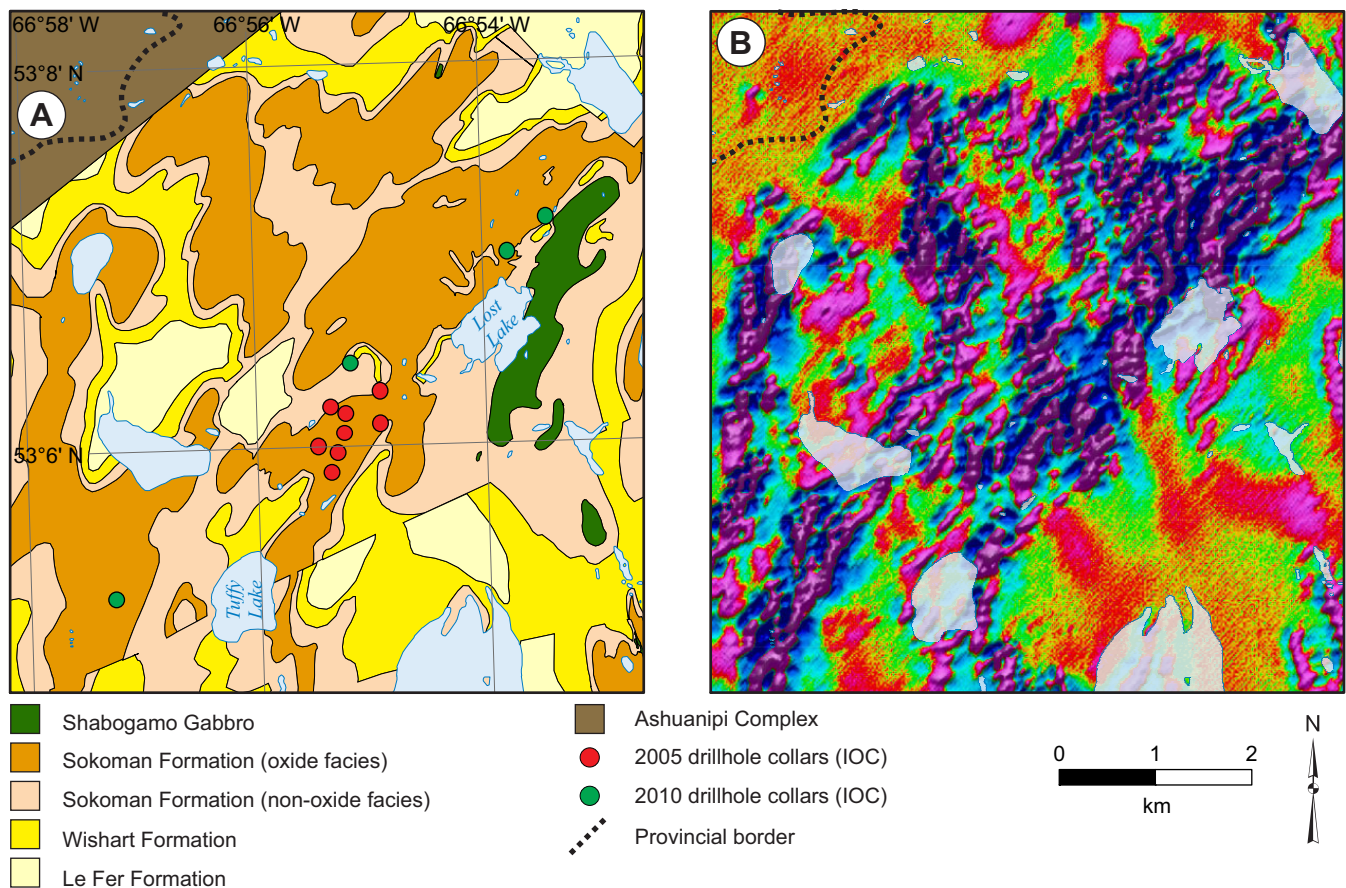 66°58' W
66°56' W
66°54' W
53°8' N
A
B
Lost
Lake
53°6' N
Tuffy
Lake
Shabogamo Gabbro
Sokoman Formation (oxide facies)
Sokoman Formation (non-oxide facies)
Wishart Formation
Le Fer Formation
Ashuanipi Complex
2005 drillhole collars (IOC)
2010 drillhole collars (IOC)
Provincial border
0 1 2
km
N